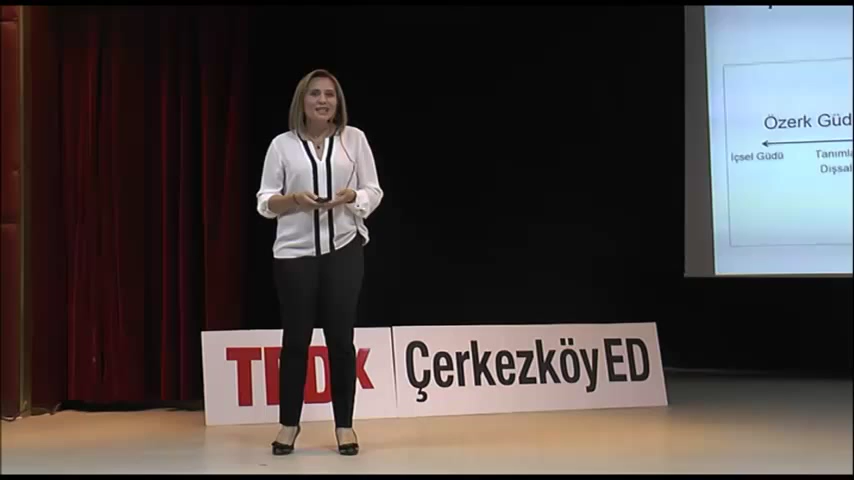 Özerk Güd
İçsel Güdü
Tanımla
Dışsal
TEDx
ÇerkezköyED